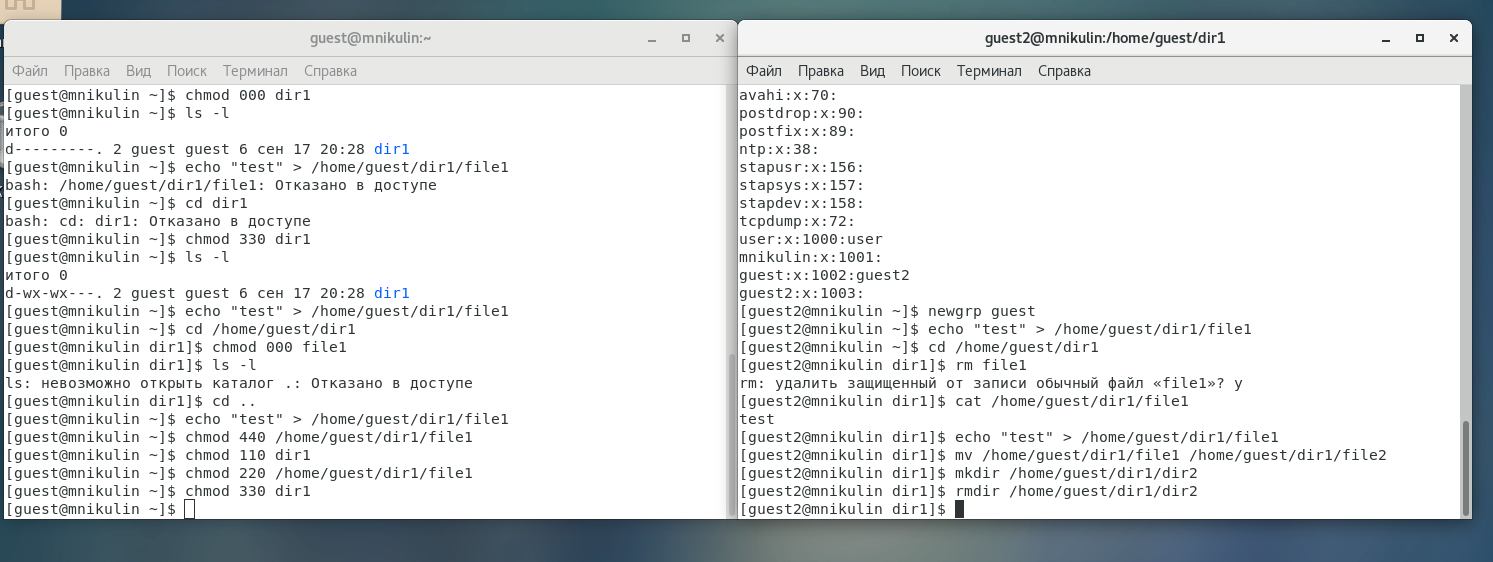 guest@mnikulin:~
Файл Правка Вид Поиск Терминал Справка
[guest@mnikulin ~]$ chmod 000 dir1
[guest@mnikulin ~]$ ls -l
итого 0
d---------. 2 guest guest 6 сен 17 20:28 dir1
[guest@mnikulin ~]$ echo "test" > /home/guest/dir1/file1
bash: /home/guest/dir1/file1: Отказано в доступе
[guest@mnikulin ~]$ cd dir1
bash: cd: dir1: Отказано в доступе
[guest@mnikulin ~]$ chmod 330 dir1
[guest@mnikulin ~]$ ls -l
итого 0
d-wx-wx---. 2 guest guest 6 сен 17 20:28 dir1
[guest@mnikulin ~]$ echo "test" > /home/guest/dir1/file1
[guest@mnikulin ~]$ cd /home/guest/dir1
[guest@mnikulin dir1]$ chmod 000 file1
[guest@mnikulin dir1]$ ls -l
ls: невозможно открыть каталог .: Отказано в доступе
[guest@mnikulin dir1]$ cd ..
[guest@mnikulin ~]$ echo "test" > /home/guest/dir1/file1
[guest@mnikulin ~]$ chmod 440 /home/guest/dir1/file1
[guest@mnikulin ~]$ chmod 110 dir1
[guest@mnikulin ~]$ chmod 220 /home/guest/dir1/file1
[guest@mnikulin ~]$ chmod 330 dir1
[guest@mnikulin ~]$
guest2@mnikulin:/home/guest/dir1
Файл Правка Вид Поиск Терминал Справка
avahi:x:70:
postdrop:x:90:
postfix:x:89:
ntp:x:38:
stapusr:x:156:
stapsys:x:157:
stapdev:x:158:
tcpdump:x:72:
user:x:1000:user
mnikulin:x:1001:
guest:x:1002:guest2
guest2:x:1003:
[guest2@mnikulin ~]$ newgrp guest
[guest2@mnikulin ~]$ echo "test" > /home/guest/dir1/file1
[guest2@mnikulin ~]$ cd /home/guest/dir1
[guest2@mnikulin dir1]$ rm file1
rm: удалить защищенный от записи обычный файл «file1»? y
[guest2@mnikulin dir1]$ cat /home/guest/dir1/file1
test
[guest2@mnikulin dir1]$ echo "test" > /home/guest/dir1/file1
[guest2@mnikulin dir1]$ mv /home/guest/dir1/file1 /home/guest/dir1/file2
[guest2@mnikulin dir1]$ mkdir /home/guest/dir1/dir2
[guest2@mnikulin dir1]$ rmdir /home/guest/dir1/dir2
[guest2@mnikulin dir1]$